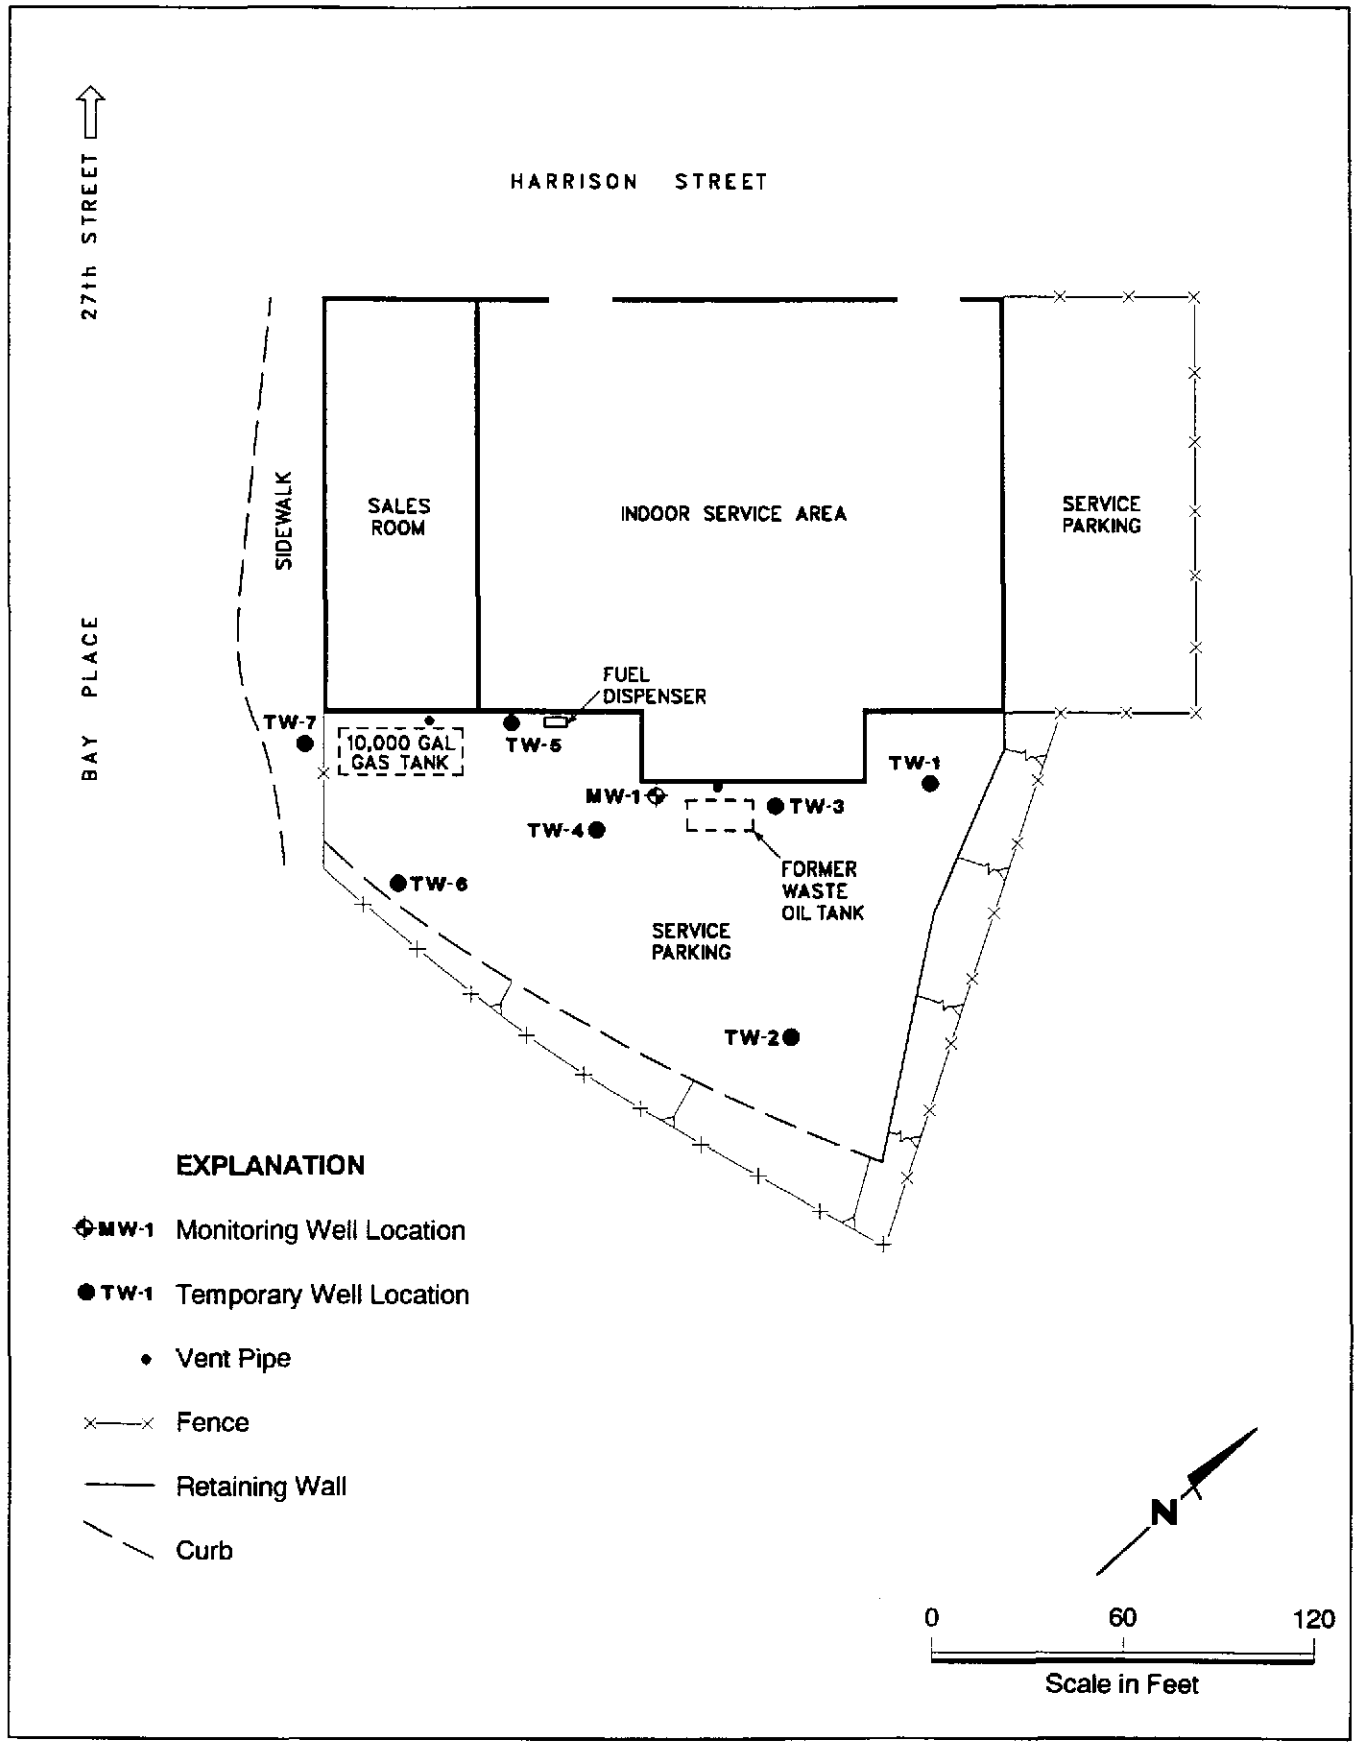 27th STREET
HARRISON STREET
SIDEWALK
SALES
ROOM
INDOOR SERVICE AREA
SERVICE
PARKING
BAY PLACE
FUEL
DISPENSER
TW-7
10,000 GAL
GAS TANK
TW-5
TW-1
MW-1
TW-3
TW-4
FORMER
WASTE
OIL TANK
TW-6
SERVICE
PARKING
TW-2
EXPLANATION
MW-1 Monitoring Well Location
TW-1 Temporary Well Location
Vent Pipe
Fence
Retaining Wall
Curb
N
0 60 120
Scale in Feet